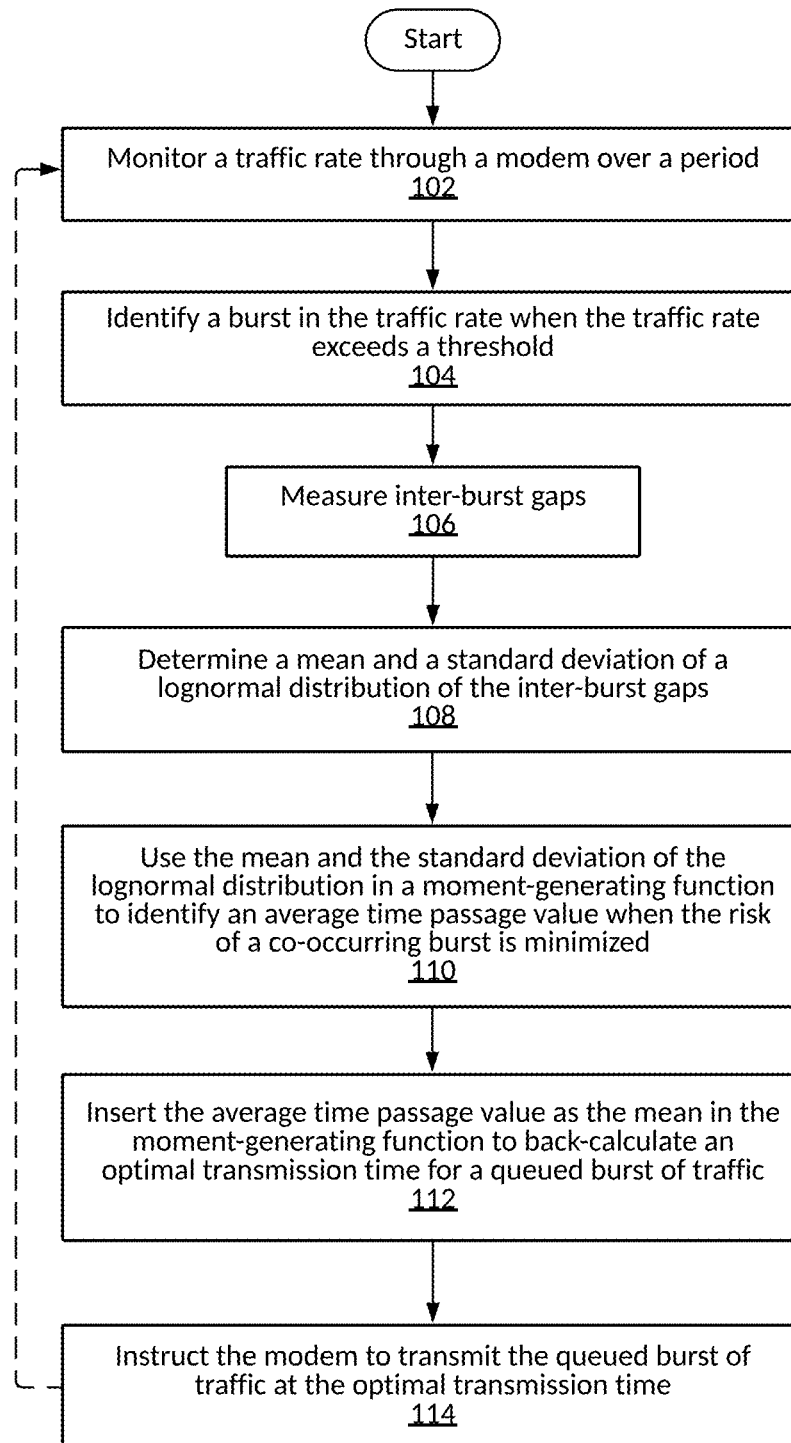 Start
Monitor a traffic rate through a modem over a period
102
Identify a burst in the traffic rate when the traffic rate
exceeds a threshold
104
Measure inter-burst gaps
106
Determine a mean and a standard deviation of a
lognormal distribution of the inter-burst gaps
108
Use the mean and the standard deviation of the
lognormal distribution in a moment-generating function
to identify an average time passage value when the risk
of a co-occurring burst is minimized
110
Insert the average time passage value as the mean in the
moment-generating function to back-calculate an
optimal transmission time for a queued burst of traffic
112
Instruct the modem to transmit the queued burst of
traffic at the optimal transmission time
114